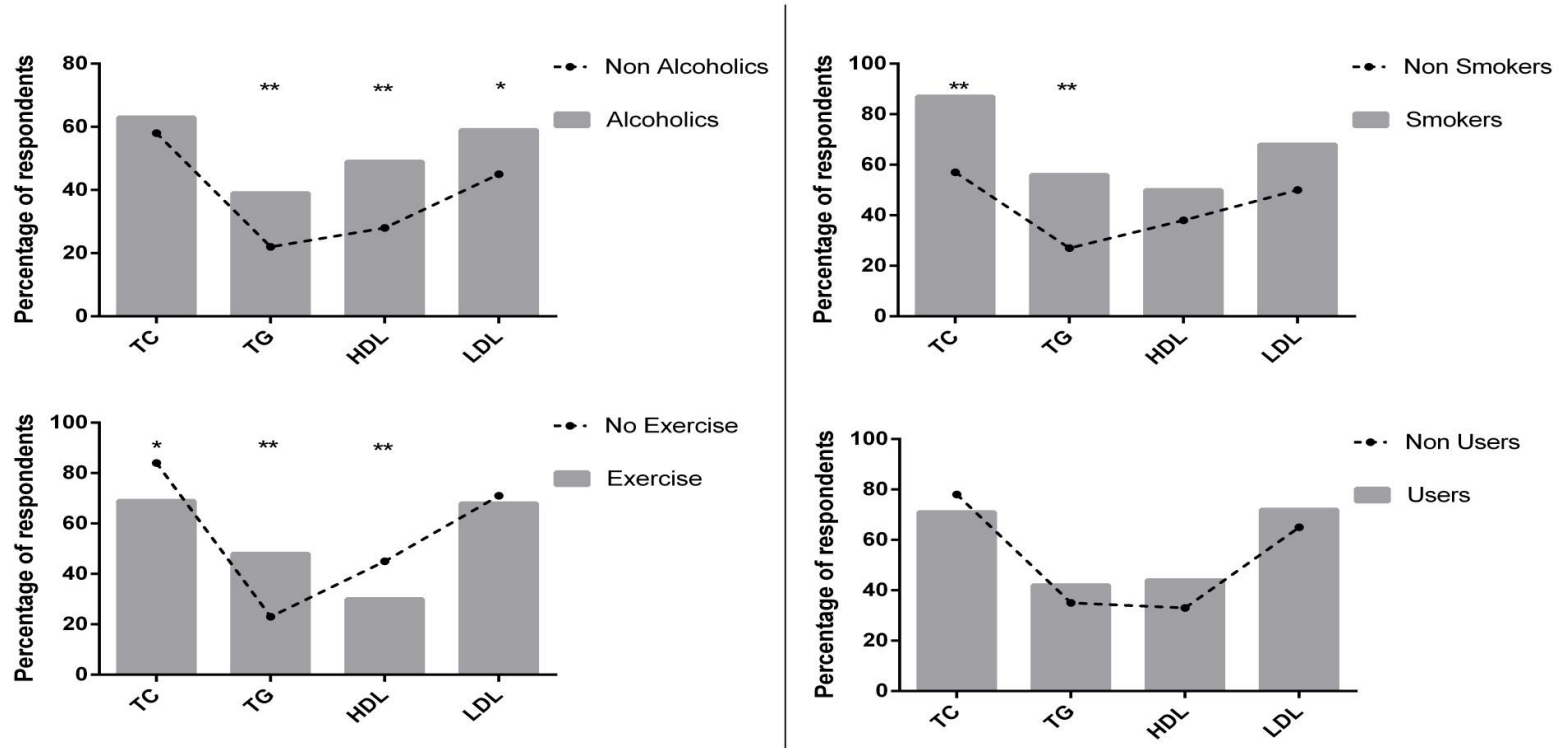 Percentage of respondents
80
60
40
20
0
** ** *
TC TG HDL LDL
Non Alcoholics
Alcoholics
Percentage of respondents
100
80
60
40
20
0
** **
TC TG HDL LDL
Non Smokers
Smokers
Percentage of respondents
100
80
60
40
20
0
* ** **
TC TG HDL LDL
No Exercise
Exercise
Percentage of respondents
100
80
60
40
20
0
TC TG HDL LDL
Non Users
Users